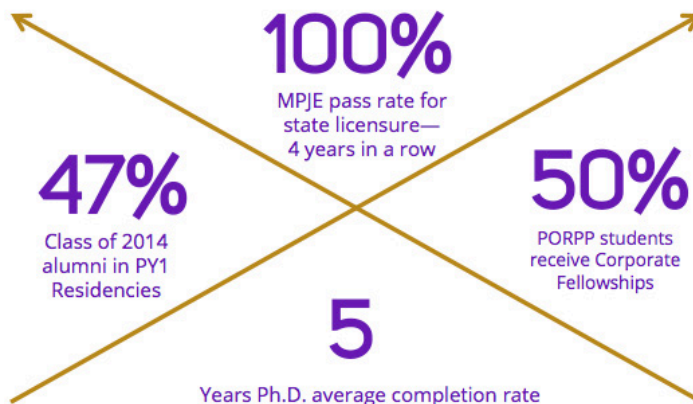 100%
MPJE pass rate for
state licensure—
4 years in a row
47%
Class of 2014
alumni in PY1
Residencies
50%
PORPP students
receive Corporate
Fellowships
5
Years Ph.D. average completion rate